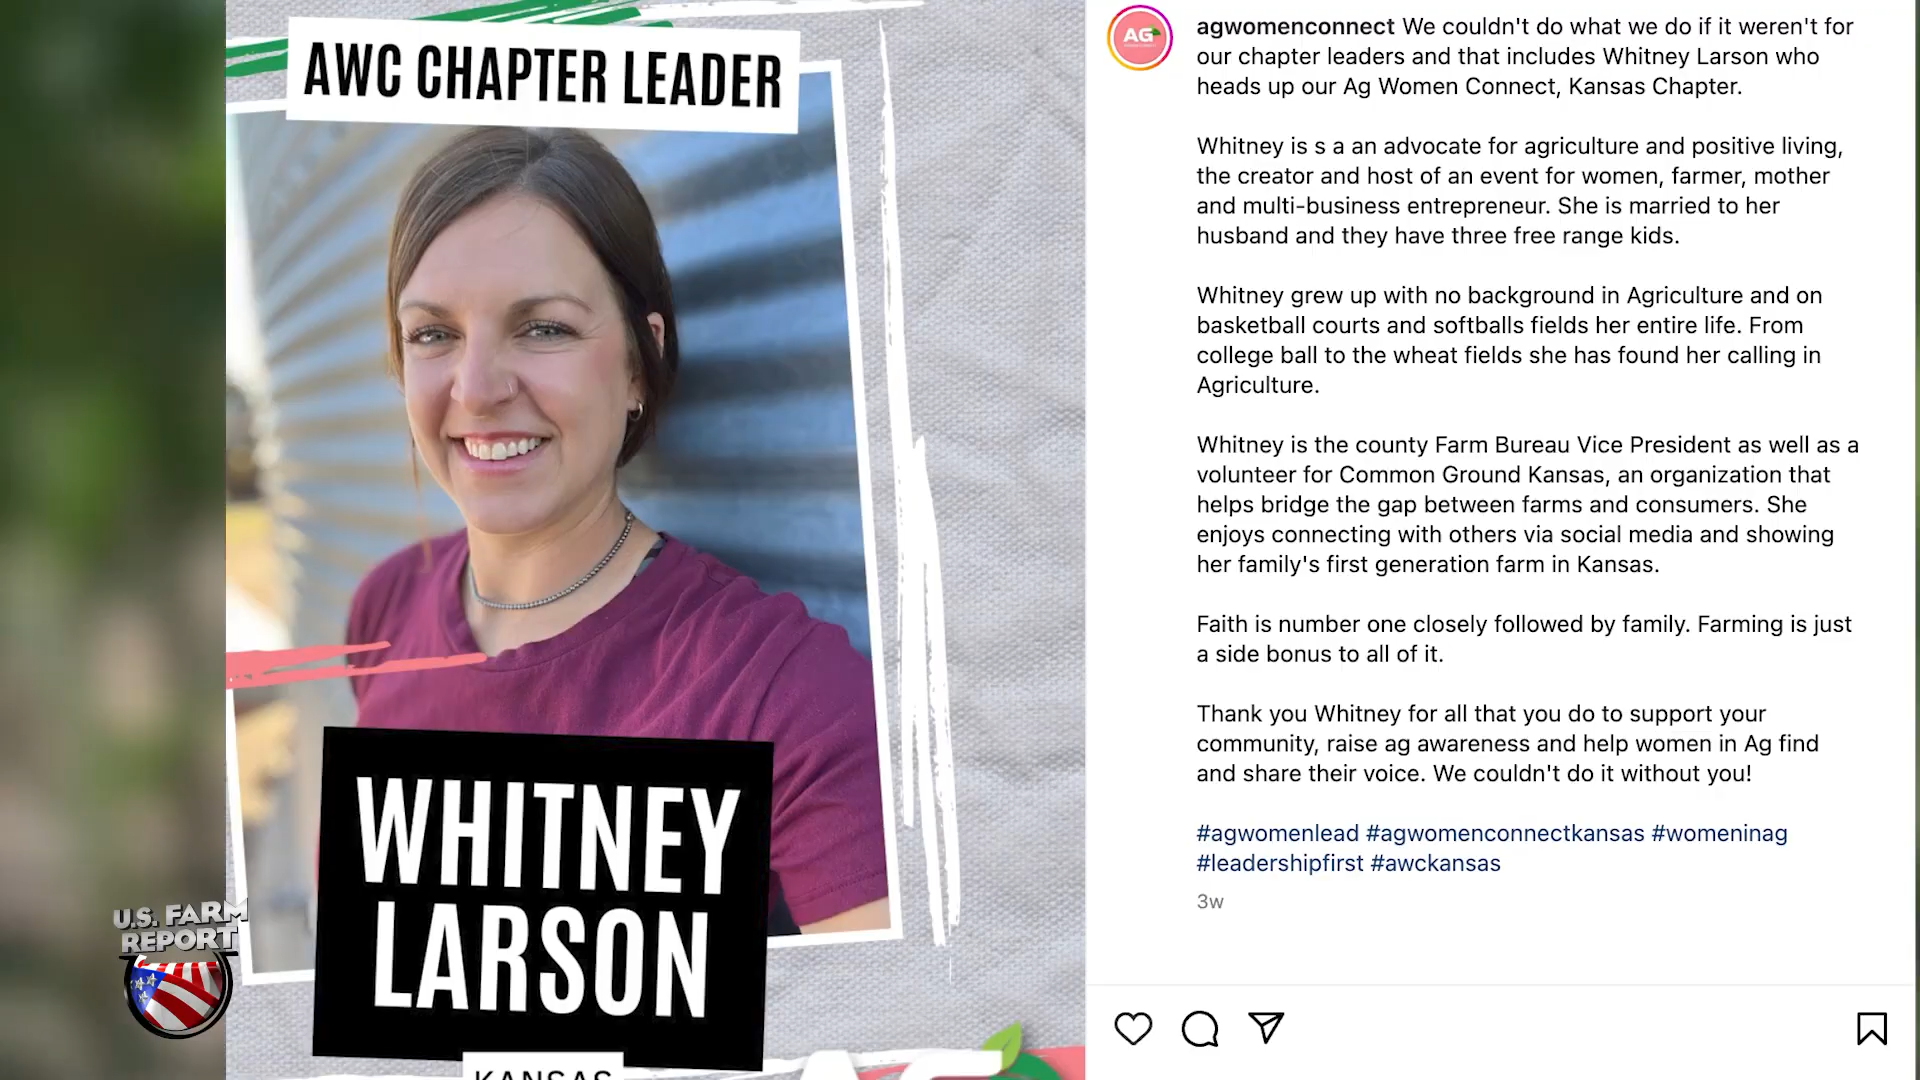 AWC CHAPTER LEADER
WHITNEY
LARSON
KANSAS
AG
U.S. FARM
REPORT
AG
agwomenconnect We couldn't do what we do if it weren't for
our chapter leaders and that includes Whitney Larson who
heads up our Ag Women Connect, Kansas Chapter.
Whitney is s a an advocate for agriculture and positive living,
the creator and host of an event for women, farmer, mother
and multi-business entrepreneur. She is married to her
husband and they have three free range kids.
Whitney grew up with no background in Agriculture and on
basketball courts and softballs fields her entire life. From
college ball to the wheat fields she has found her calling in
Agriculture.
Whitney is the county Farm Bureau Vice President as well as a
volunteer for Common Ground Kansas, an organization that
helps bridge the gap between farms and consumers. She
enjoys connecting with others via social media and showing
her family's first generation farm in Kansas.
Faith is number one closely followed by family. Farming is just
a side bonus to all of it.
Thank you Whitney for all that you do to support your
community, raise ag awareness and help women in Ag find
and share their voice. We couldn't do it without you!
#agwomenlead #agwomenconnectkansas #womeninag
#leadershipfirst #awckansas
3w